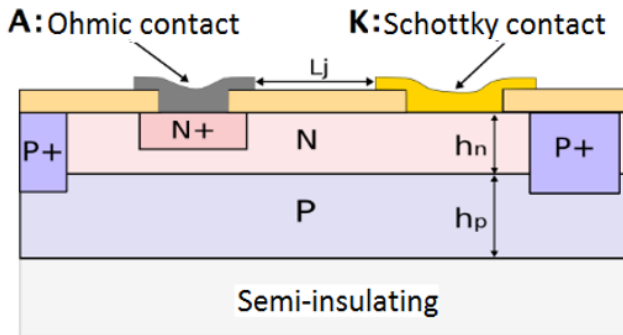 A: Ohmic contact
K: Schottky contact
Lj
N+
P+
N
hn
P+
P
hp
Semi-insulating